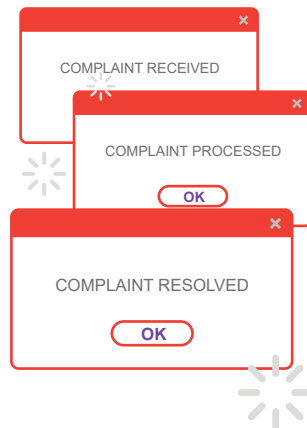 COMPLAINT RECEIVED
COMPLAINT PROCESSED
OK
COMPLAINT RESOLVED
OK